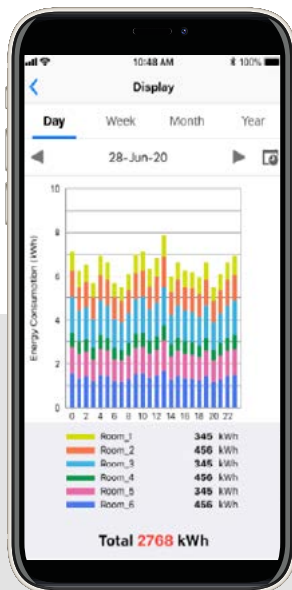 10:48 AM 100%
Display
Day Week Month Year
28-Jun-20
Energy Consumption (kWh)
10
8
6
4
2
0
0 2 4 6 8 10 12 14 16 18 20 22
Room_1 345 kWh
Room_2 456 kWh
Room_3 345 kWh
Room_4 456 kWh
Room_5 345 kWh
Room_6 456 kWh
Total 2768 kWh